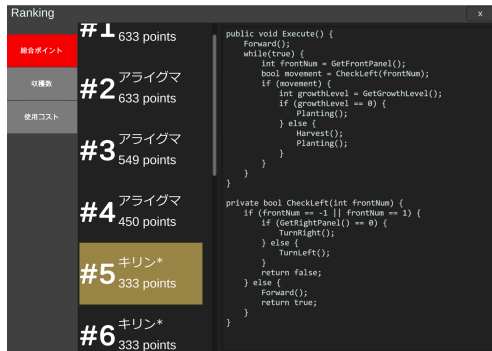 Ranking
x
総合ポイント
収穫数
使用コスト
#1
633 points
#2
アライグマ
633 points
#3
アライグマ
549 points
#4
アライグマ
450 points
#5
キリン*
333 points
#6
キリン*
333 points
public void Execute() {
    Forward();
    while(true) {
        int frontNum = GetFrontPanel();
        bool movement = CheckLeft(frontNum);
        if (movement) {
            int growthLevel = GetGrowthLevel();
            if (growthLevel == 0) {
                Planting();
            } else {
                Harvest();
                Planting();
            }
        }
    }
}
private bool CheckLeft(int frontNum) {
    if (frontNum == -1 || frontNum == 1) {
        if (GetRightPanel() == 0) {
            TurnRight();
        } else {
            TurnLeft();
        }
        return false;
    } else {
        Forward();
        return true;
    }
}